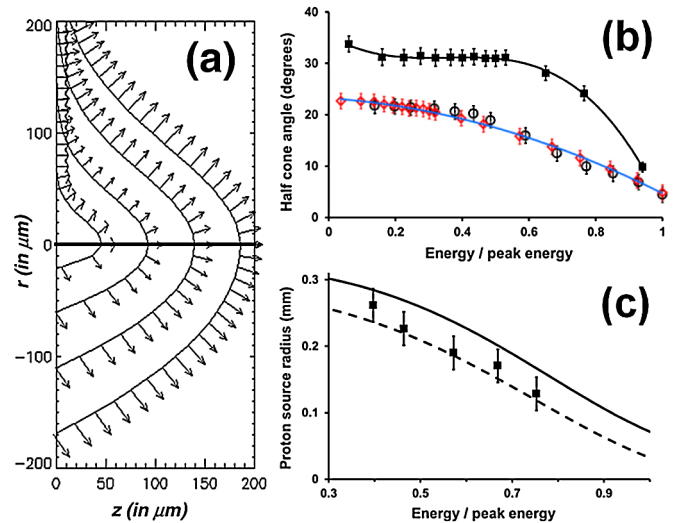 (a)
200
100
0
−100
−200
r (in μm)
0 50 100 150 200
z (in μm)
(b)
40
30
20
10
0
Half cone angle (degrees)
0 0.2 0.4 0.6 0.8 1
Energy / peak energy
(c)
0.3
0.2
0.1
0
Proton source radius (mm)
0.3 0.5 0.7 0.9
Energy / peak energy